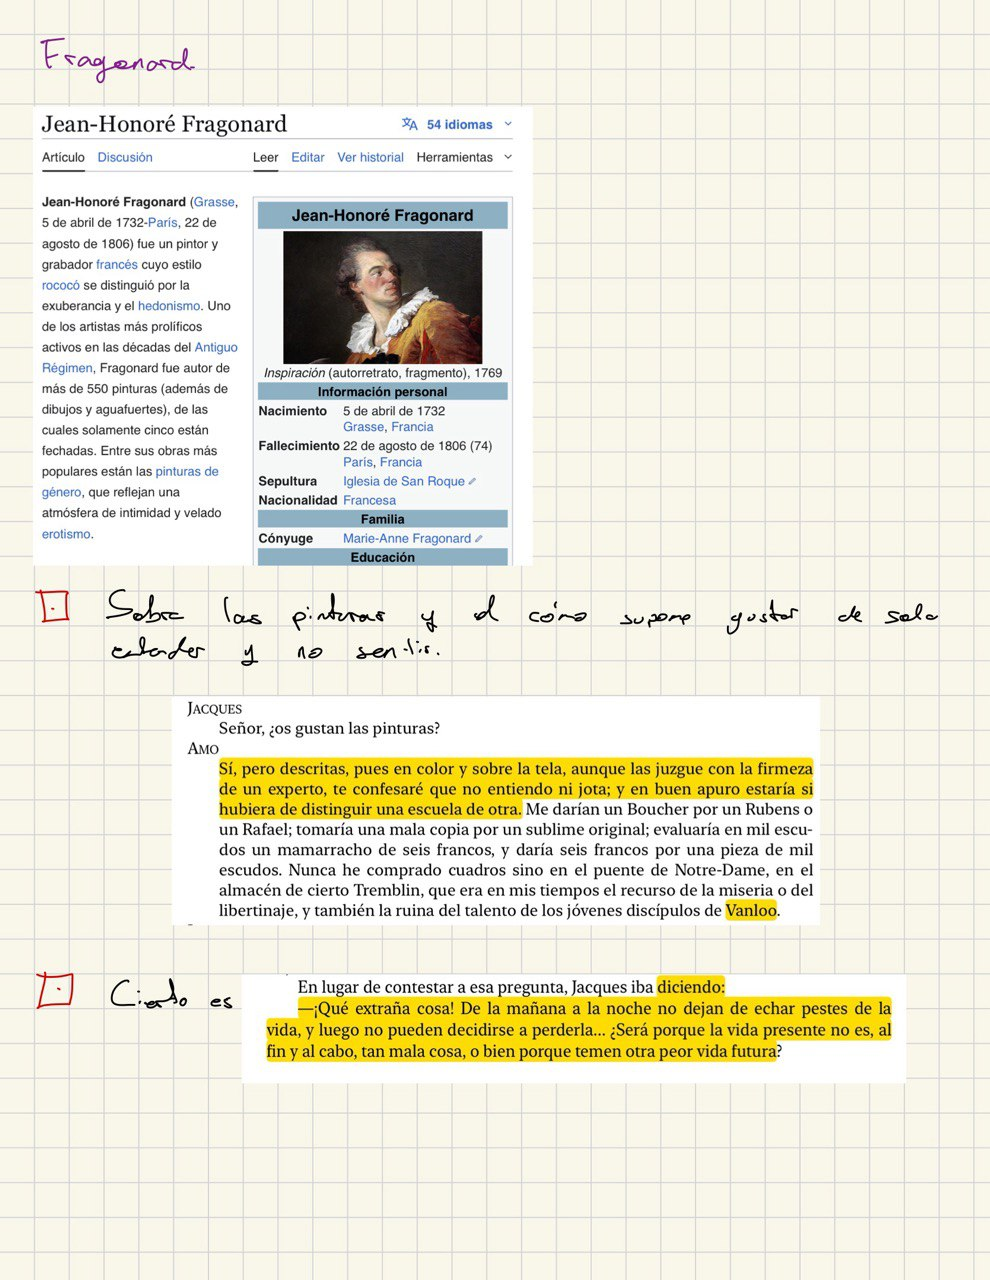 Fragonard
Jean-Honoré Fragonard
54 idiomas
Artículo Discusión Leer Editar Ver historial Herramientas
Jean-Honoré Fragonard (Grasse,
5 de abril de 1732-París, 22 de
agosto de 1806) fue un pintor y
grabador francés cuyo estilo
rococó se distinguió por la
exuberancia y el hedonismo. Uno
de los artistas más prolíficos
activos en las décadas del Antiguo
Régimen, Fragonard fue autor de
más de 550 pinturas (además de
dibujos y aguafuertes), de las
cuales solamente cinco están
fechadas. Entre sus obras más
populares están las pinturas de
género, que reflejan una
atmósfera de intimidad y velado
erotismo.
Jean-Honoré Fragonard
Inspiración (autorretrato, fragmento), 1769
Información personal
Nacimiento 5 de abril de 1732
Grasse, Francia
Fallecimiento 22 de agosto de 1806 (74)
París, Francia
Sepultura Iglesia de San Roque
Nacionalidad Francesa
Familia
Cónyuge Marie-Anne Fragonard
Educación
Sobre las pinturas y el cómo supone gustar de solo
entender y no sentir.
JACQUES
Señor, ¿os gustan las pinturas?
AMO
Sí, pero descritas, pues en color y sobre la tela, aunque las juzgue con la firmeza
de un experto, te confesaré que no entiendo ni jota; y en buen apuro estaría si
hubiera de distinguir una escuela de otra. Me darían un Boucher por un Rubens o
un Rafael; tomaría una mala copia por un sublime original; evaluaría en mil escu-
dos un mamarracho de seis francos, y daría seis francos por una pieza de mil
escudos. Nunca he comprado cuadros sino en el puente de Notre-Dame, en el
almacén de cierto Tremblin, que era en mis tiempos el recurso de la miseria o del
libertinaje, y también la ruina del talento de los jóvenes discípulos de Vanloo.
Cierto es
En lugar de contestar a esa pregunta, Jacques iba diciendo:
—¡Qué extraña cosa! De la mañana a la noche no dejan de echar pestes de la
vida, y luego no pueden decidirse a perderla... ¿Será porque la vida presente no es, al
fin y al cabo, tan mala cosa, o bien porque temen otra peor vida futura?